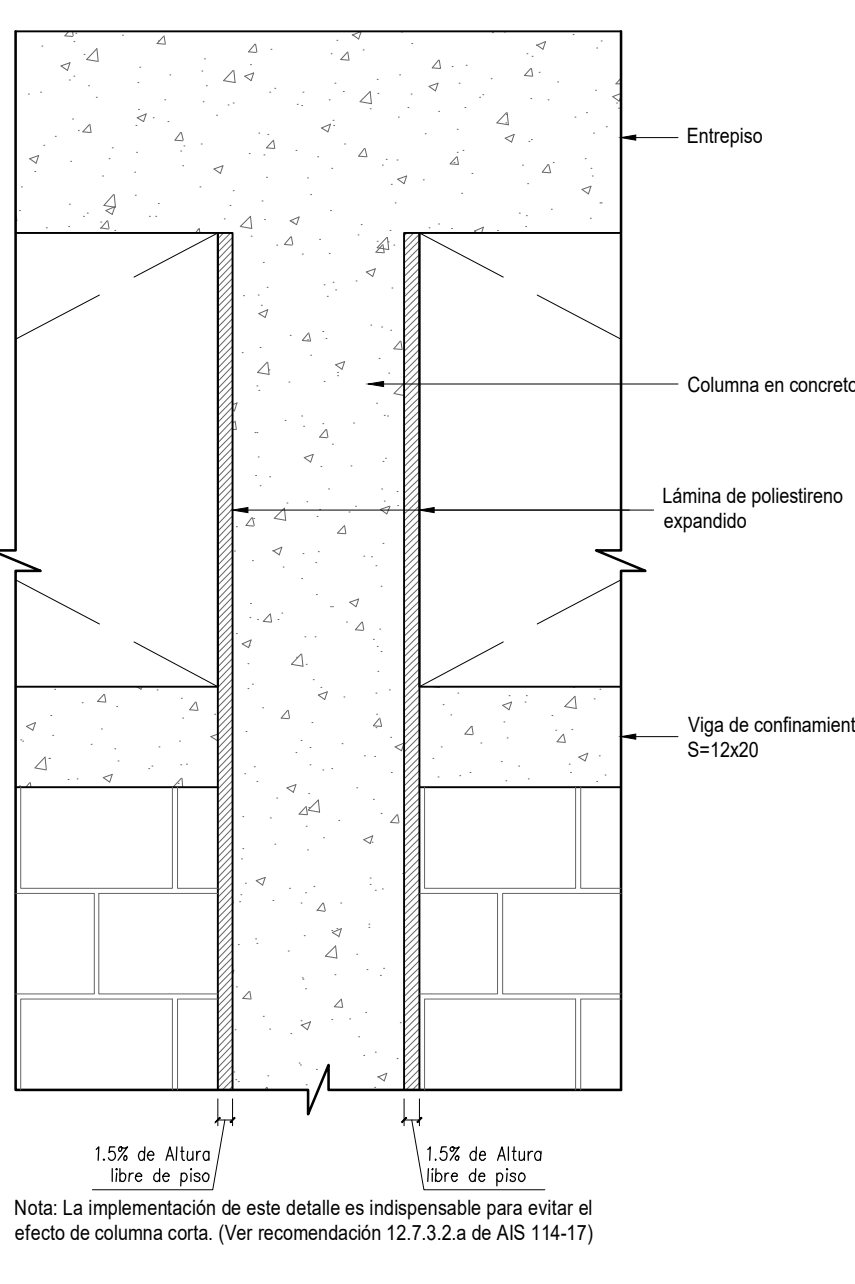 Entrepiso
Columna en concreto
Lámina de poliestireno
expandido
Viga de confinamient
S=12x20
1.5% de Altura
libre de piso
1.5% de Altura
libre de piso
Nota: La implementación de este detalle es indispensable para evitar el
efecto de columna corta. (Ver recomendación 12.7.3.2.a de AIS 114-17)